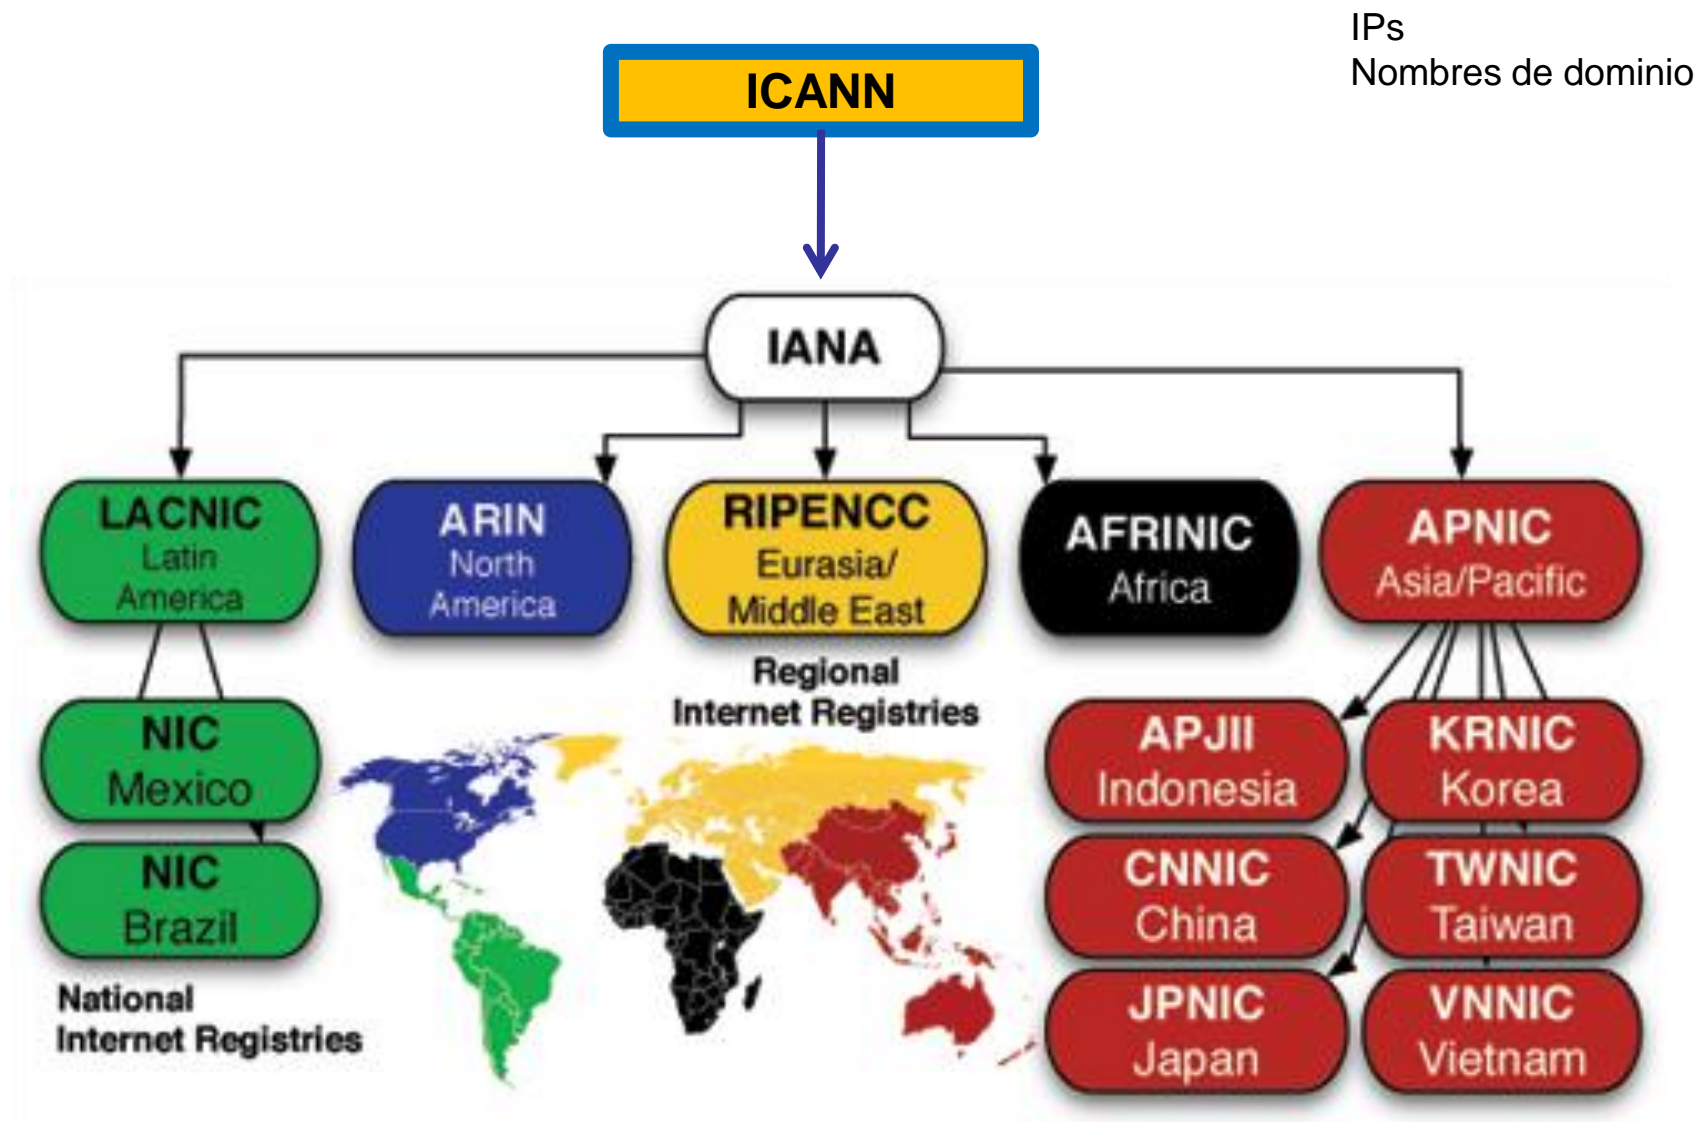 IPs
Nombres de dominio
ICANN
IANA
LACNIC
Latin
America
ARIN
North
America
RIPENCC
Eurasia/
Middle East
AFRINIC
Africa
APNIC
Asia/Pacific
Regional
Internet Registries
NIC
Mexico
NIC
Brazil
National
Internet Registries
APJII
Indonesia
KRNIC
Korea
CNNIC
China
TWNIC
Taiwan
JPNIC
Japan
VNNIC
Vietnam